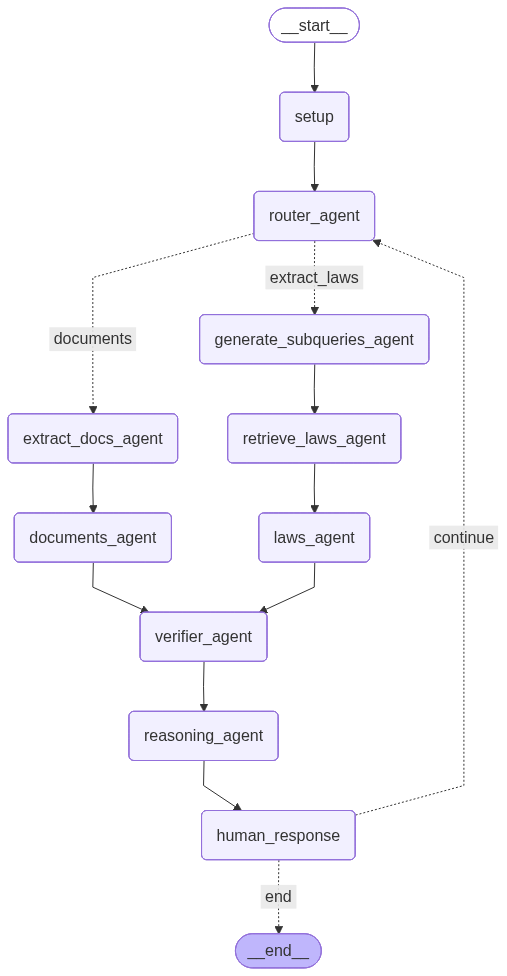 __start__
setup
router_agent
extract_laws
documents
generate_subqueries_agent
extract_docs_agent
retrieve_laws_agent
documents_agent
laws_agent
continue
verifier_agent
reasoning_agent
human_response
end
__end__